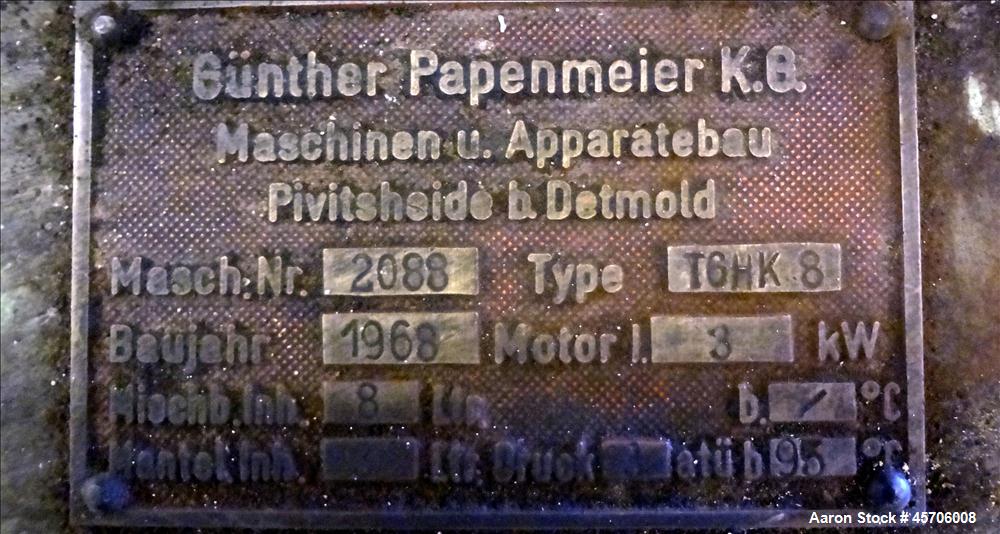 Günther Papenmeier K.G.
Maschinen u. Apparatebau
Pivitsheide b. Detmold
Masch. Nr. 2088 Type TGHK 8
Baujahr 1968 Motor l. 3 kW
Mischb. Inh. 8 Ltr. b. / °C
Mantel. Inh. Ltr. Druck atü b. 95 °C
Aaron Stock # 45706008